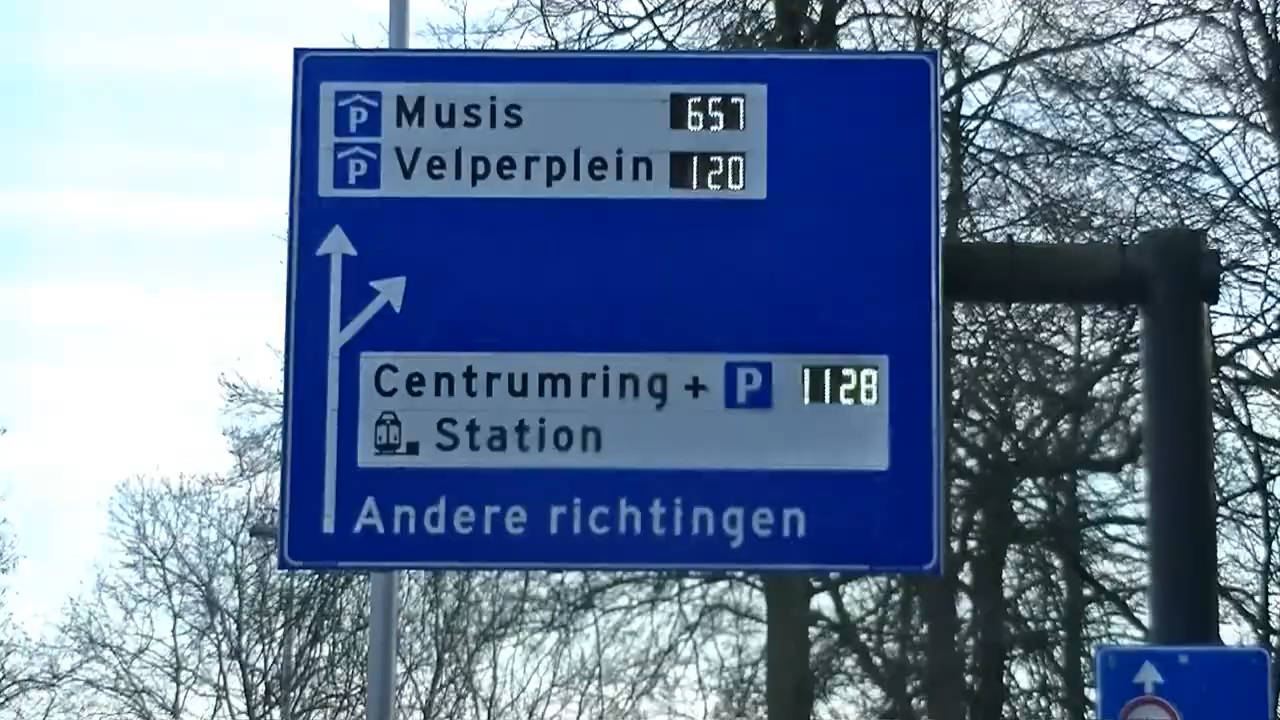 P Musis 657
P Velperplein 120
Centrumring + P 1128
Station
Andere richtingen